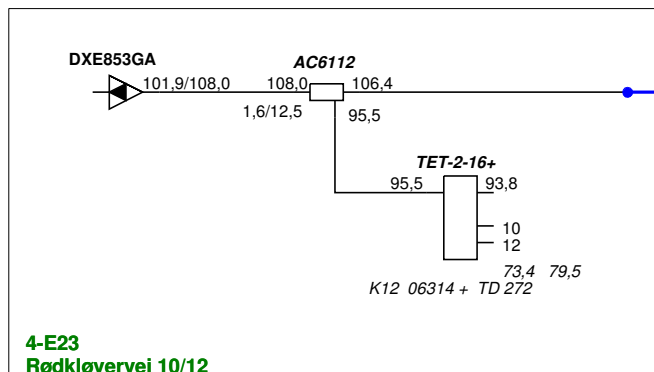 DXE853GA
AC6112
101,9/108,0
108,0
106,4
1,6/12,5
95,5
TET-2-16+
95,5
93,8
10
12
73,4 79,5
K12 06314 + TD 272
4-E23
Rødkløvervej 10/12